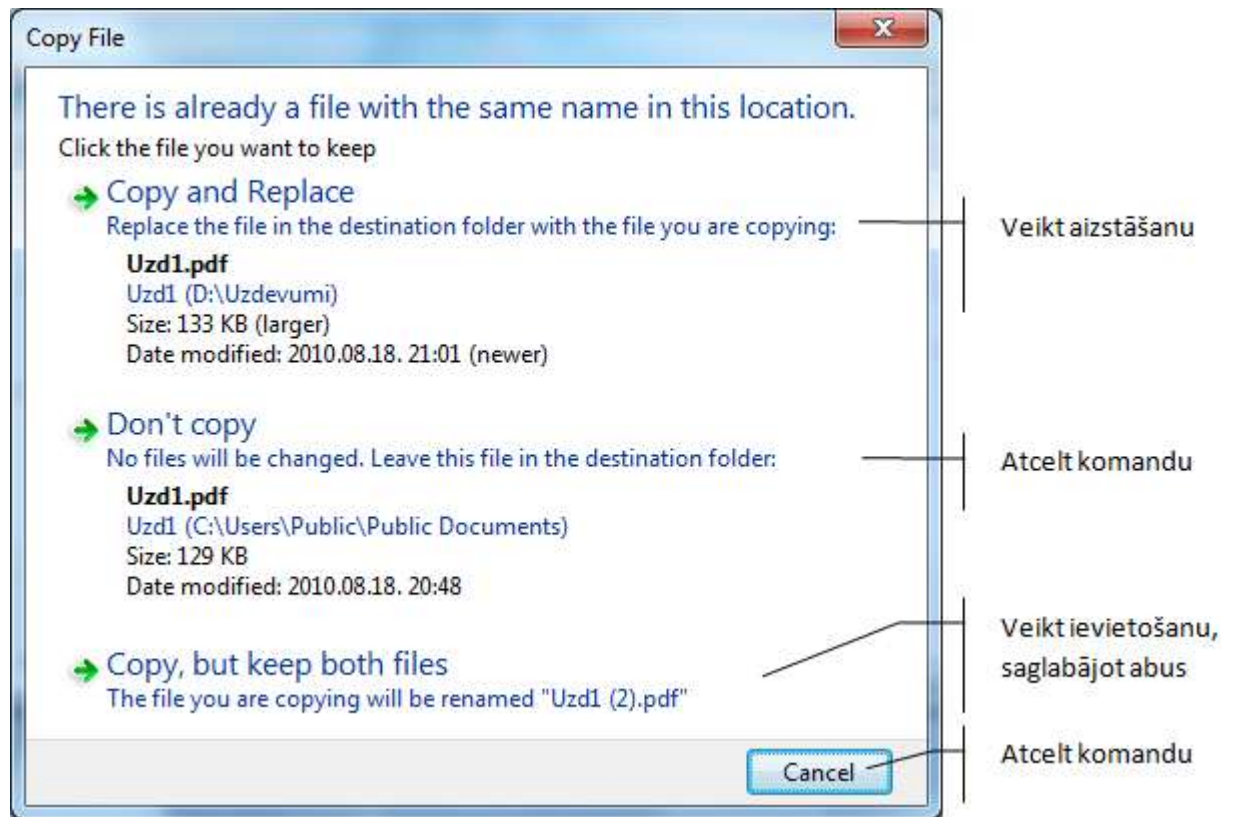 Copy File
There is already a file with the same name in this location.
Click the file you want to keep
Copy and Replace
Replace the file in the destination folder with the file you are copying:
Veikt aizstāšanu
Uzd1.pdf
Uzd1 (D:\Uzdevumi)
Size: 133 KB (larger)
Date modified: 2010.08.18. 21:01 (newer)
Don't copy
No files will be changed. Leave this file in the destination folder:
Atcelt komandu
Uzd1.pdf
Uzd1 (C:\Users\Public\Public Documents)
Size: 129 KB
Date modified: 2010.08.18. 20:48
Veikt ievietošanu,
saglabājot abus
Copy, but keep both files
The file you are copying will be renamed "Uzd1 (2).pdf"
Cancel
Atcelt komandu